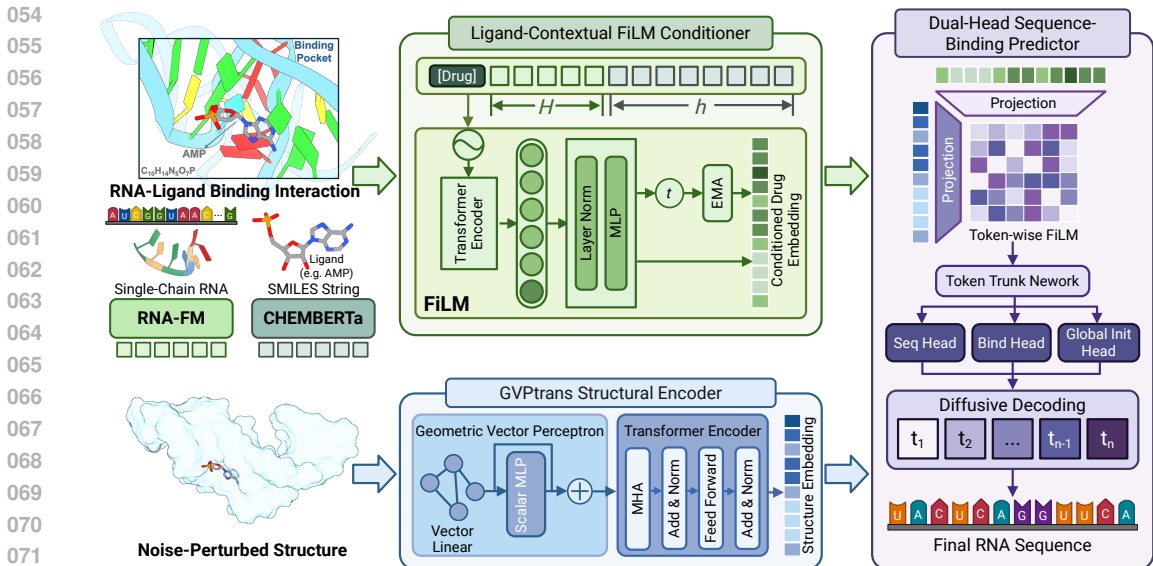 054
055
056
057
058
059
060
061
062
063
064
065
066
067
068
069
070
071
Binding
Pocket
AMP
C₁₀H₁₄N₅O₇P
RNA-Ligand Binding Interaction
A U C G G U A A C ... G
Single-Chain RNA
Ligand
(e.g. AMP)
SMILES String
RNA-FM
CHEMBERTa
Noise-Perturbed Structure
Ligand-Contextual FiLM Conditioner
[Drug]
H
h
Transformer
Encoder
Layer Norm
MLP
t
EMA
Conditioned Drug
Embedding
FiLM
GVPtrans Structural Encoder
Geometric Vector Perceptron
Vector
Linear
Scalar MLP
Transformer Encoder
MHA
Add & Norm
Feed Forward
Add & Norm
Structure Embedding
Dual-Head Sequence-
Binding Predictor
Projection
Projection
Token-wise FiLM
Token Trunk Nework
Seq Head
Bind Head
Global Init
Head
Diffusive Decoding
t₁ t₂ ... tₙ₋₁ tₙ
U A C U C A G G U U C A
Final RNA Sequence